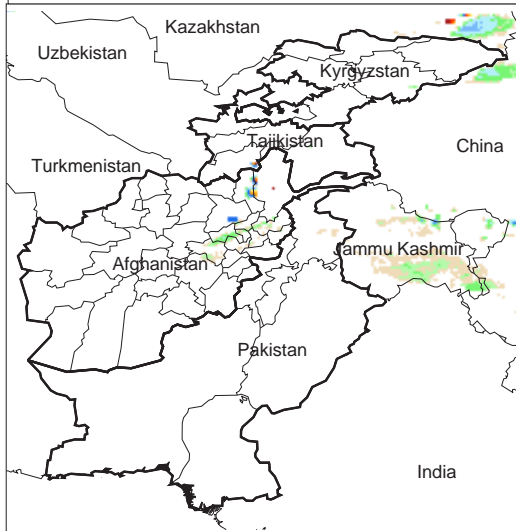 Kazakhstan
Uzbekistan
Kyrgyzstan
Tajikistan
China
Turkmenistan
Jammu Kashmir
Afghanistan
Pakistan
India